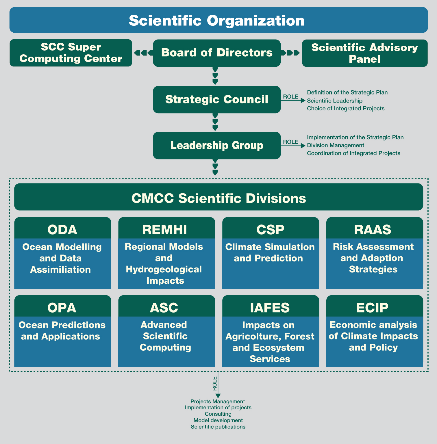 Scientific Organization
SCC Super
Computing Center
Board of Directors
Scientific Advisory
Panel
Strategic Council
ROLE
Definition of the Strategic Plan
Scientific Leadership
Choice of Integrated Projects
Leadership Group
ROLE
Implementation of the Strategic Plan
Division Management
Coordination of Integrated Projects
CMCC Scientific Divisions
ODA
Ocean Modelling
and Data
Assimiliation
REMHI
Regional Models
and
Hydrogeological
Impacts
CSP
Climate Simulation
and Prediction
RAAS
Risk Assessment
and Adaption
Strategies
OPA
Ocean Predictions
and Applications
ASC
Advanced
Scientific
Computing
IAFES
Impacts on
Agriculture, Forest
and Ecosystem
Services
ECIP
Economic analysis
of Climate Impacts
and Policy
ROLE
Projects Management
Implementation of projects
Consulting
Model development
Scientific publications